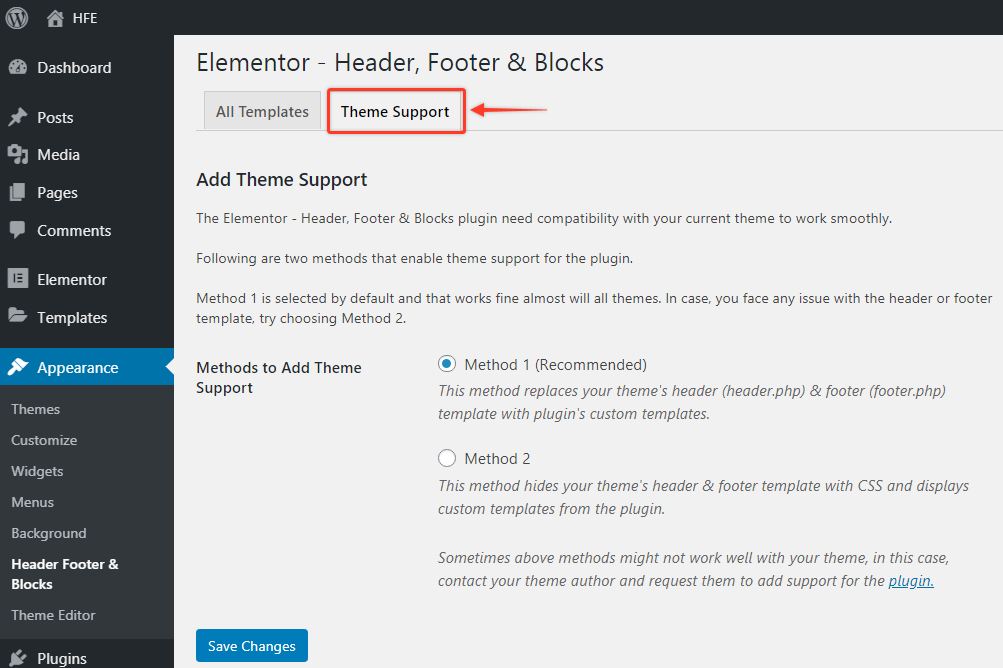 HFE
Dashboard
Posts
Media
Pages
Comments
Elementor
Templates
Appearance
Themes
Customize
Widgets
Menus
Background
Header Footer &
Blocks
Theme Editor
Plugins
Elementor - Header, Footer & Blocks
All Templates
Theme Support
Add Theme Support
The Elementor - Header, Footer & Blocks plugin need compatibility with your current theme to work smoothly.
Following are two methods that enable theme support for the plugin.
Method 1 is selected by default and that works fine almost will all themes. In case, you face any issue with the header or footer
template, try choosing Method 2.
Methods to Add Theme
Support
Method 1 (Recommended)
This method replaces your theme's header (header.php) & footer (footer.php)
template with plugin's custom templates.
Method 2
This method hides your theme's header & footer template with CSS and displays
custom templates from the plugin.
Sometimes above methods might not work well with your theme, in this case,
contact your theme author and request them to add support for the plugin.
Save Changes